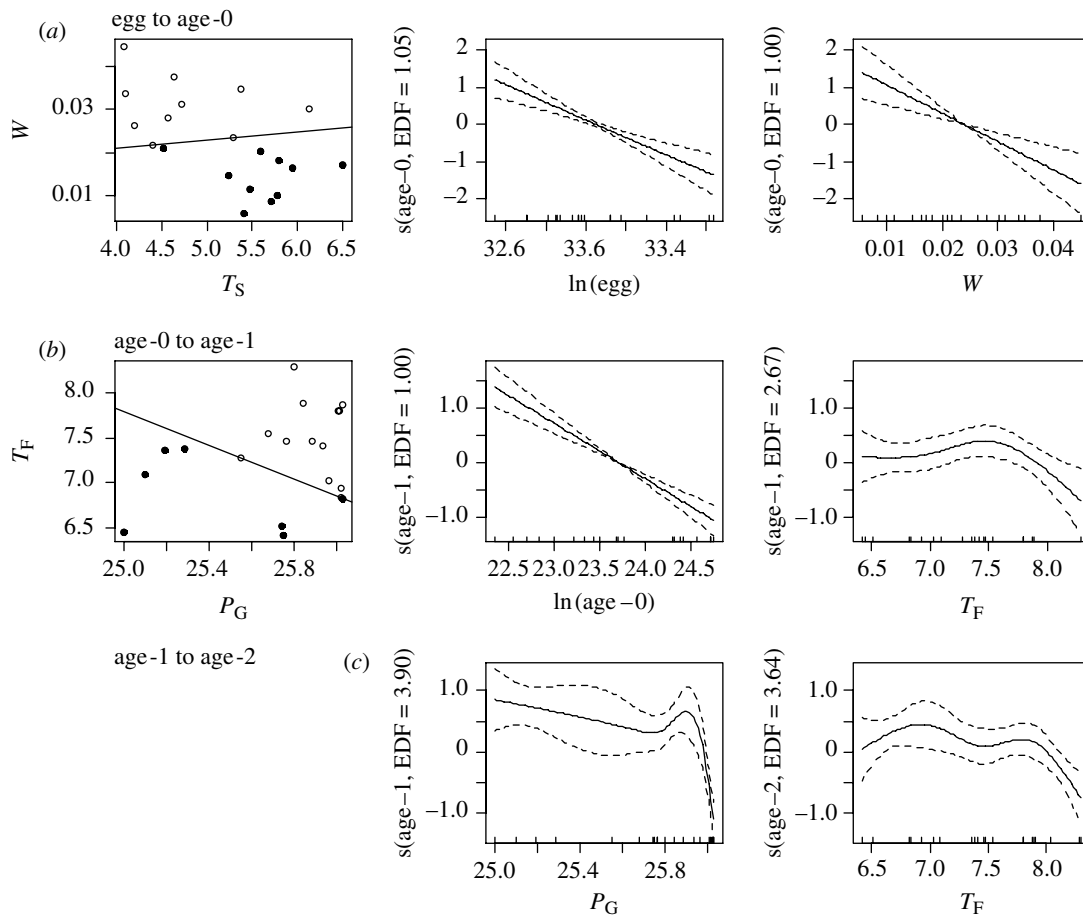 (a) egg to age-0
W
0.03
0.01
4.0 4.5 5.0 5.5 6.0 6.5
T_S
s(age-0, EDF = 1.05)
2
1
0
−1
−2
32.6 33.6 33.4
ln(egg)
s(age-0, EDF = 1.00)
2
1
0
−1
−2
0.01 0.02 0.03 0.04
W
(b) age-0 to age-1
T_F
8.0
7.5
7.0
6.5
25.0 25.4 25.8
P_G
s(age-1, EDF = 1.00)
1.0
0
−1.0
22.5 23.0 23.5 24.0 24.5
ln(age-0)
s(age-1, EDF = 2.67)
1.0
0
−1.0
6.5 7.0 7.5 8.0
T_F
age-1 to age-2
(c)
s(age-1, EDF = 3.90)
1.0
0
−1.0
25.0 25.4 25.8
P_G
s(age-2, EDF = 3.64)
1.0
0
−1.0
6.5 7.0 7.5 8.0
T_F